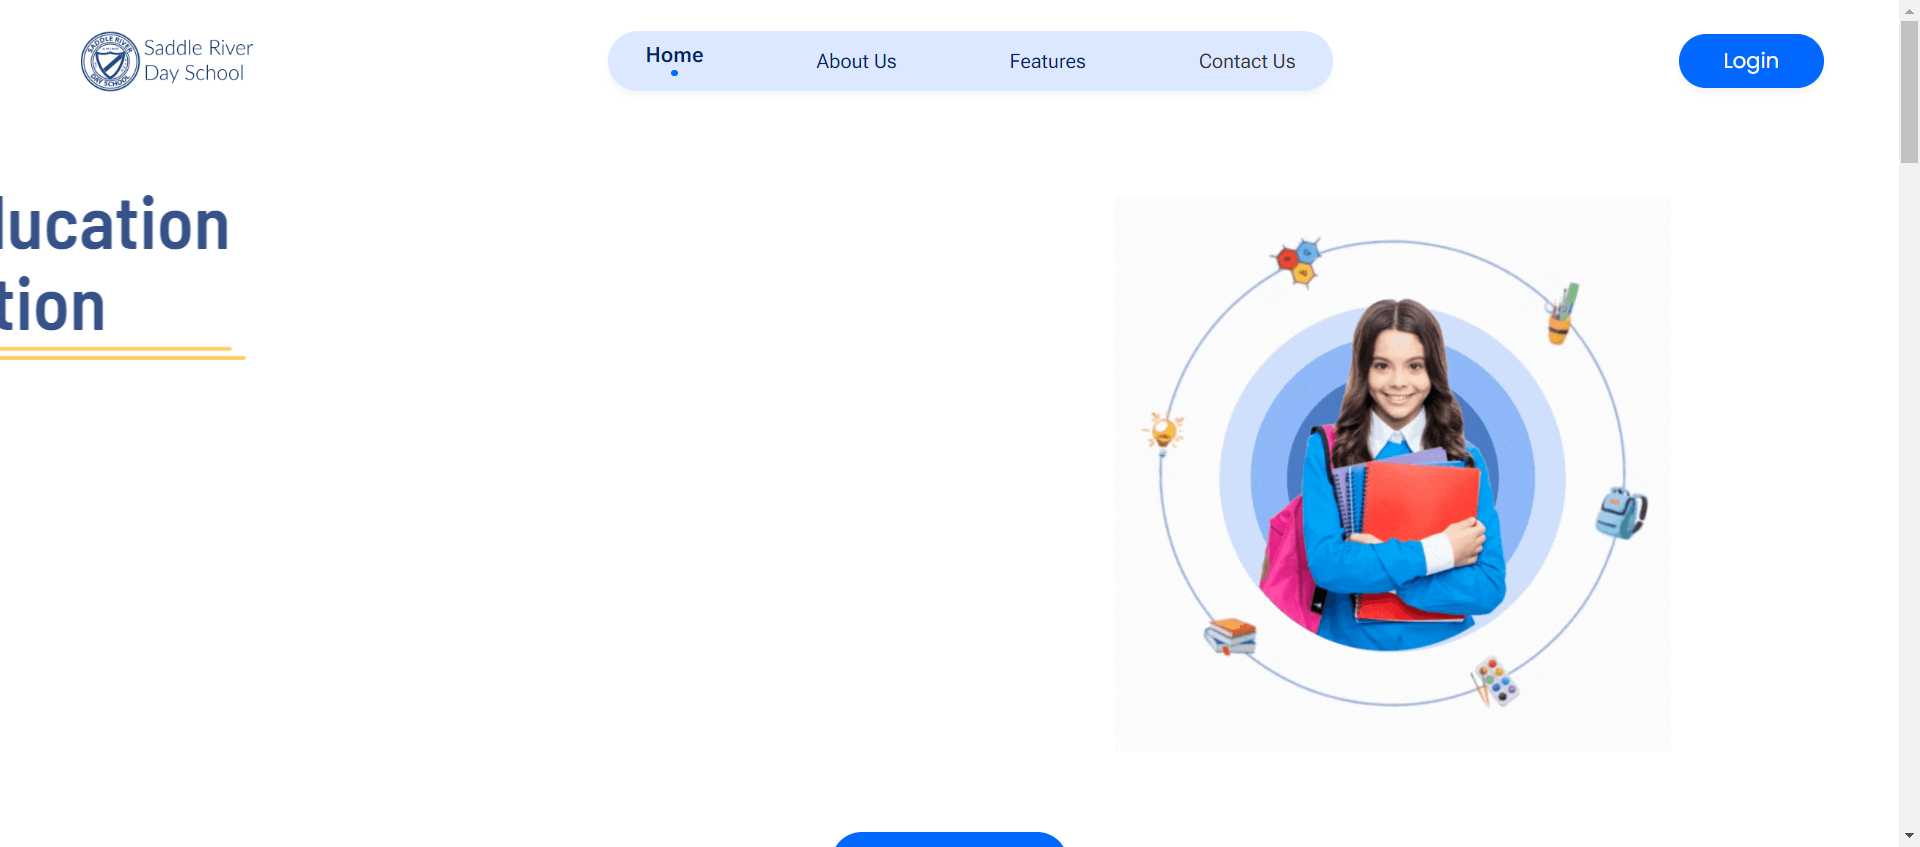 SADDLE RIVER
DAY SCHOOL
Saddle River
Day School
Home
About Us
Features
Contact Us
Login
lucation
tion